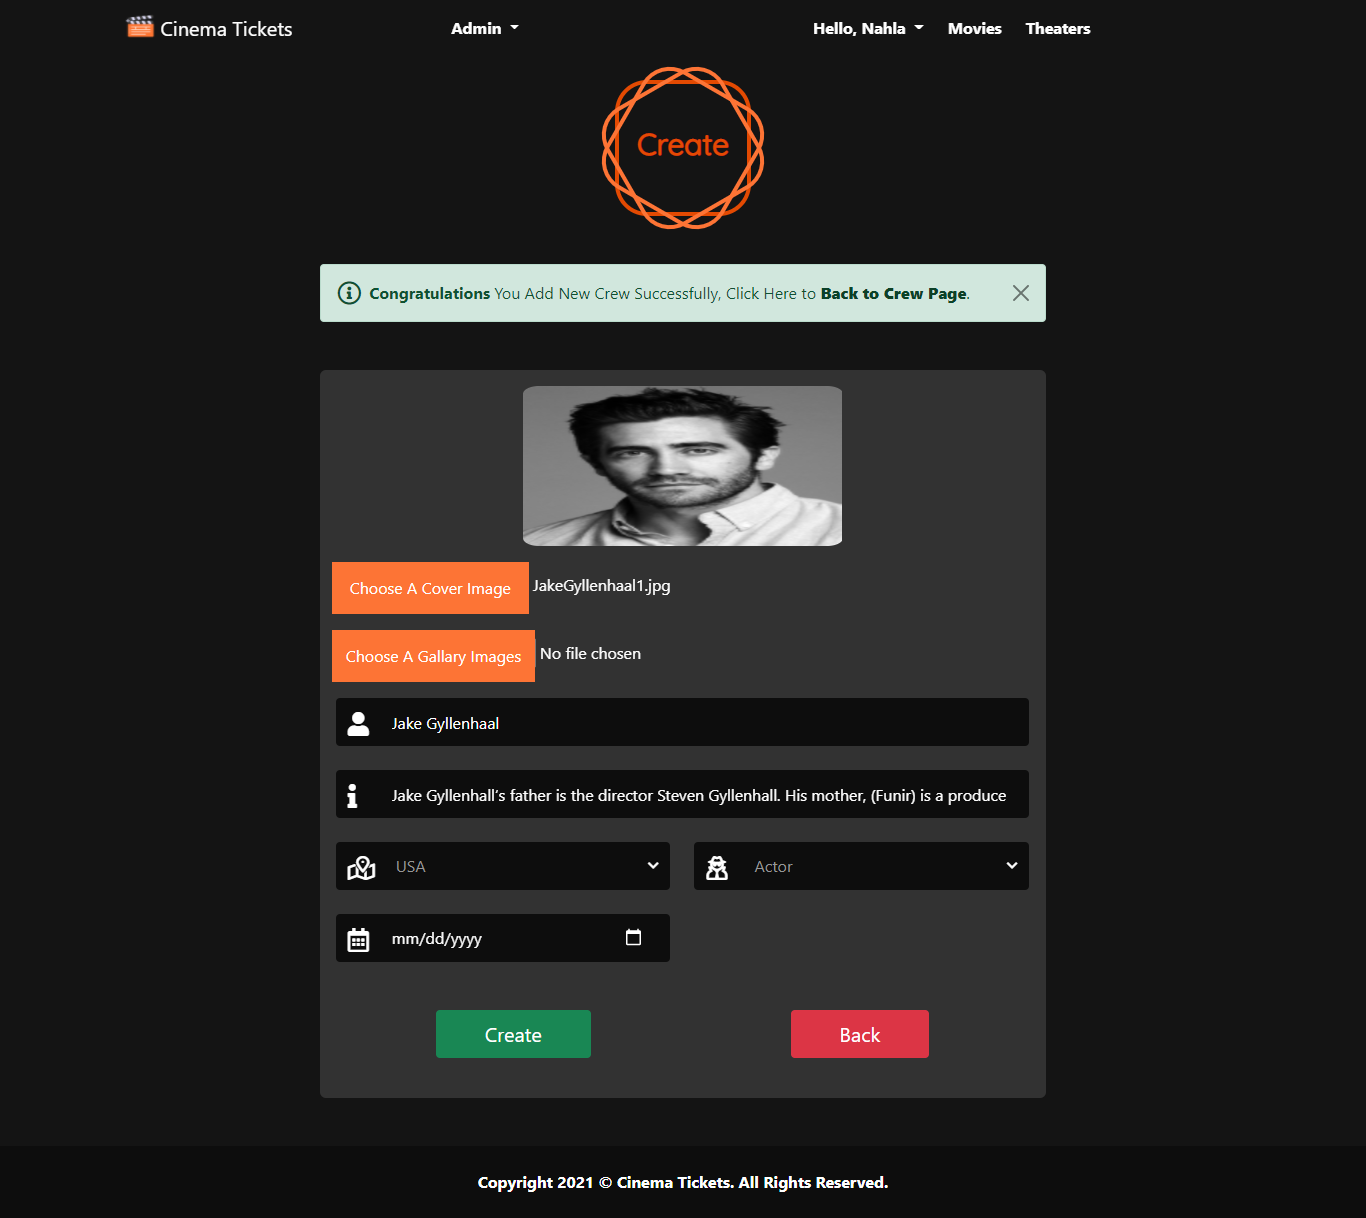 Cinema Tickets
Admin
Hello, Nahla
Movies
Theaters
Create
Congratulations You Add New Crew Successfully, Click Here to Back to Crew Page.
Choose A Cover Image JakeGyllenhaal1.jpg
Choose A Gallary Images No file chosen
Jake Gyllenhaal
Jake Gyllenhall's father is the director Steven Gyllenhall. His mother, (Funir) is a produce
USA
Actor
mm/dd/yyyy
Create
Back
Copyright 2021 © Cinema Tickets. All Rights Reserved.